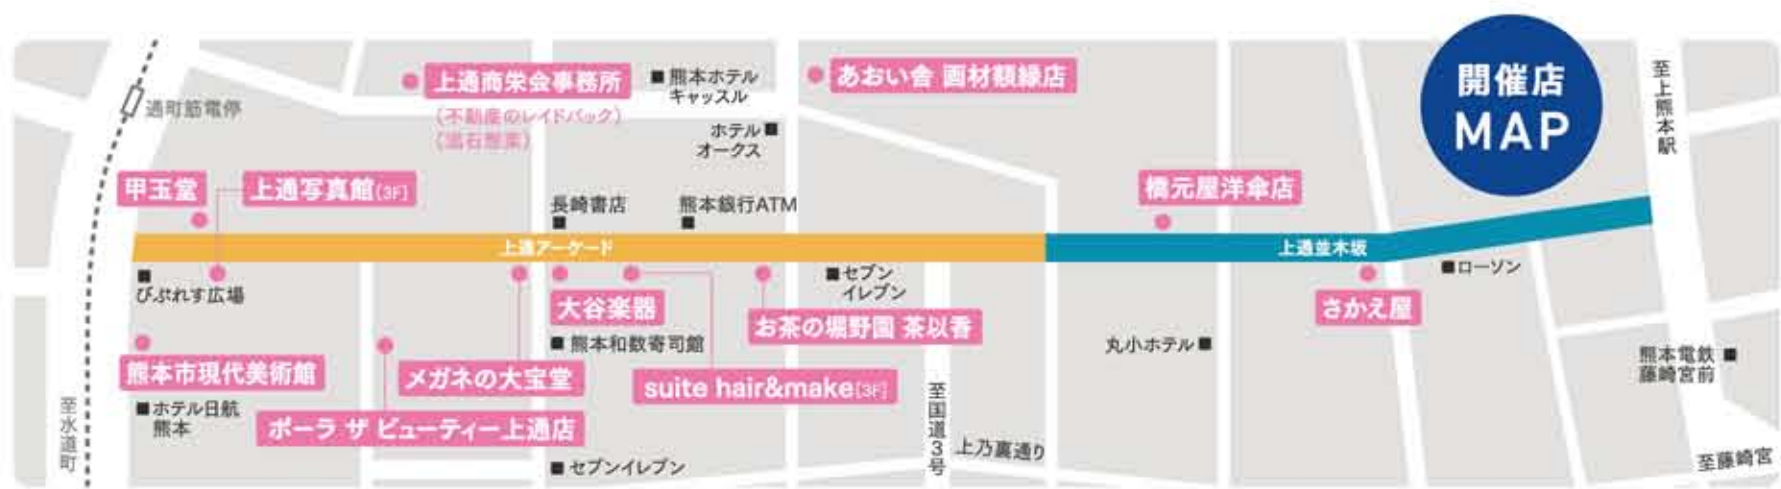 開催店
MAP
至上熊本駅
通町筋電停
上通商栄会事務所
(不動産のレイドバック)
熊本ホテル
キャッスル
あおい舎 画材額縁店
ホテル
オークス
甲玉堂
上通写真館[3F]
長崎書店
熊本銀行ATM
橋元屋洋傘店
上通アーケード
上通並木坂
びぷれす広場
大谷楽器
セブン
イレブン
お茶の堀野園 茶以香
さかえ屋
ローソン
熊本和数寄司館
丸小ホテル
熊本市現代美術館
メガネの大宝堂
suite hair&make[3F]
熊本電鉄
藤崎宮前
ホテル日航
熊本
ポーラ ザ ビューティー上通店
至水道町
至国道3号
上乃裏通り
セブンイレブン
至藤崎宮